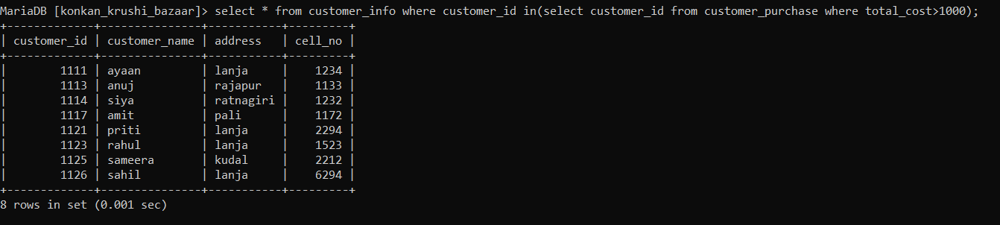 MariaDB [konkan_krushi_bazaar]> select * from customer_info where customer_id in(select customer_id from customer_purchase where total_cost>1000);
+-------------+---------------+-----------+---------+
| customer_id | customer_name | address   | cell_no |
+-------------+---------------+-----------+---------+
|        1111 | ayaan         | lanja     |    1234 |
|        1113 | anuj          | rajapur   |    1133 |
|        1114 | siya          | ratnagiri |    1232 |
|        1117 | amit          | pali      |    1172 |
|        1121 | priti         | lanja     |    2294 |
|        1123 | rahul         | lanja     |    1523 |
|        1125 | sameera       | kudal     |    2212 |
|        1126 | sahil         | lanja     |    6294 |
+-------------+---------------+-----------+---------+
8 rows in set (0.001 sec)